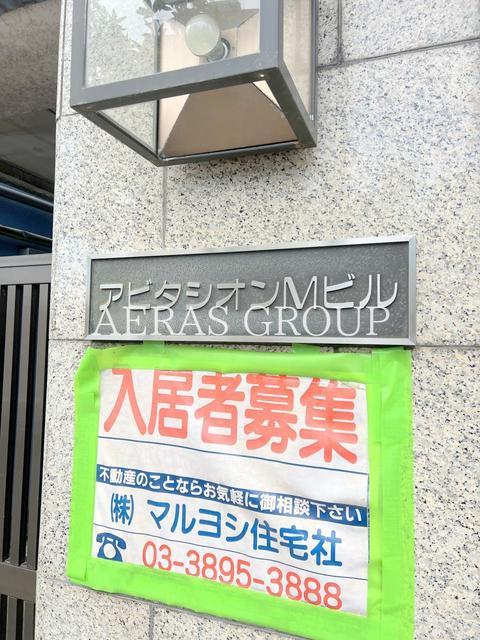 アビタシオンMビル
AERAS GROUP
入居者募集
不動産のことならお気軽に御相談下さい
(株) マルヨシ住宅社
☎ 03-3895-3888